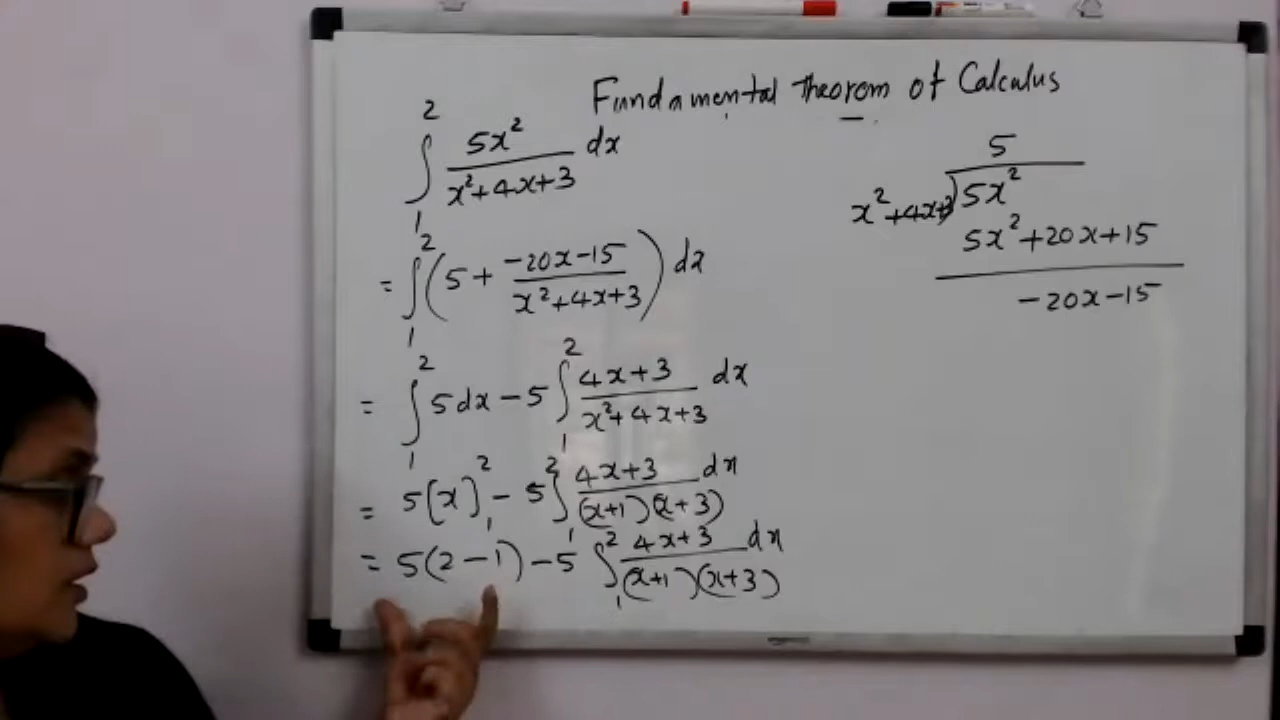 Fundamental theorom of Calculus
∫₁² 5x²/(x²+4x+3) dx
= ∫₁² (5 + (-20x-15)/(x²+4x+3)) dx
= ∫₁² 5dx - 5 ∫₁² (4x+3)/(x²+4x+3) dx
= 5[x]₁² - 5 ∫₁² (4x+3)/((x+1)(x+3)) dx
= 5(2-1) - 5 ∫₁² (4x+3)/((x+1)(x+3)) dx
5
x²+4x+3 ) 5x²
5x²+20x+15
-20x-15